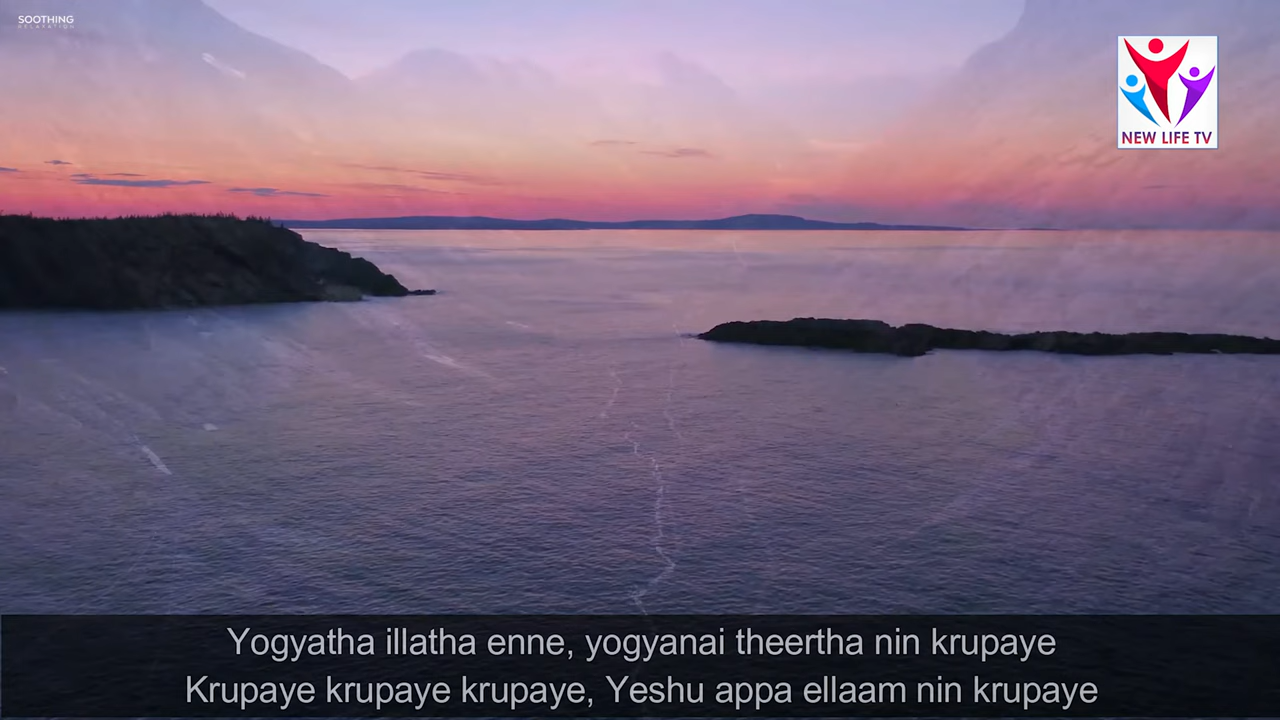 SOOTHING
RELAXATION
NEW LIFE TV
Yogyatha illatha enne, yogyanai theertha nin krupaye
Krupaye krupaye krupaye, Yeshu appa ellaam nin krupaye